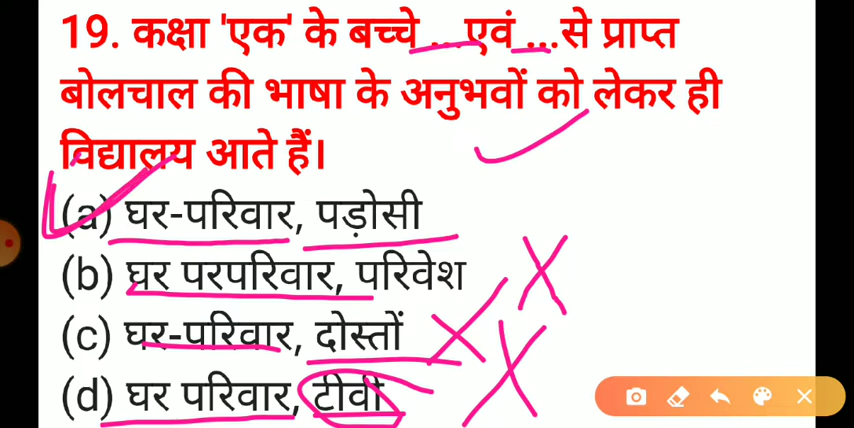 19. कक्षा 'एक' के बच्चे ...एवं ...से प्राप्त
बोलचाल की भाषा के अनुभवों को लेकर ही
विद्यालय आते हैं।
(a) घर-परिवार, पड़ोसी
(b) घर परपरिवार, परिवेश
(c) घर-परिवार, दोस्तों
(d) घर परिवार, टीवी